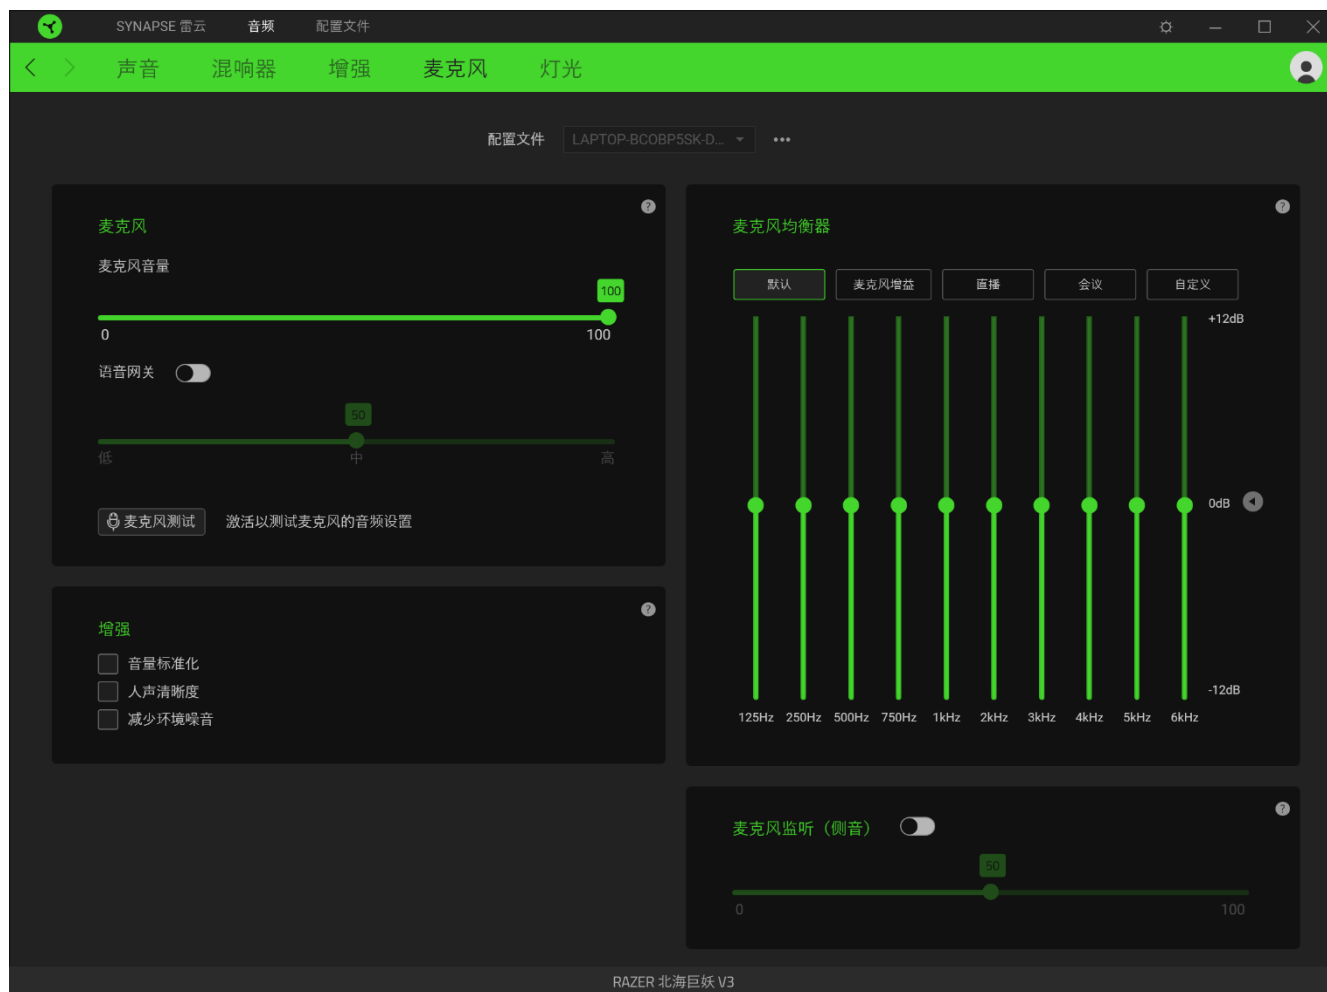 SYNAPSE 雷云 音频 配置文件
声音 混响器 增强 麦克风 灯光
配置文件 LAPTOP-BCOBP5SK-D...
麦克风
麦克风音量
100
0 100
语音网关
50
低 中 高
麦克风测试 激活以测试麦克风的音频设置
增强
音量标准化
人声清晰度
减少环境噪音
麦克风均衡器
默认 麦克风增益 直播 会议 自定义
+12dB
0dB
-12dB
125Hz 250Hz 500Hz 750Hz 1kHz 2kHz 3kHz 4kHz 5kHz 6kHz
麦克风监听（侧音）
50
0 100
RAZER 北海巨妖 V3